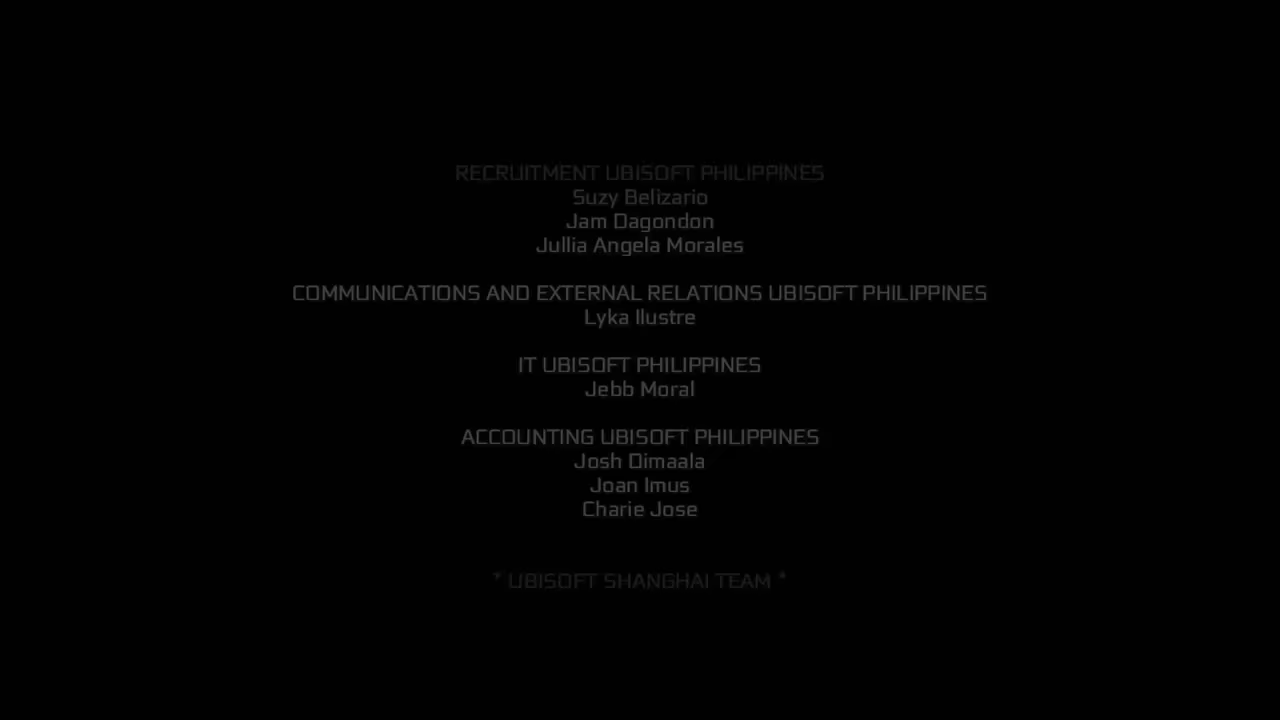 RECRUITMENT UBISOFT PHILIPPINES
Suzy Belizario
Jam Dagondon
Jullia Angela Morales
COMMUNICATIONS AND EXTERNAL RELATIONS UBISOFT PHILIPPINES
Lyka Ilustre
IT UBISOFT PHILIPPINES
Jebb Moral
ACCOUNTING UBISOFT PHILIPPINES
Josh Dimaala
Joan Imus
Charie Jose
* UBISOFT SHANGHAI TEAM *